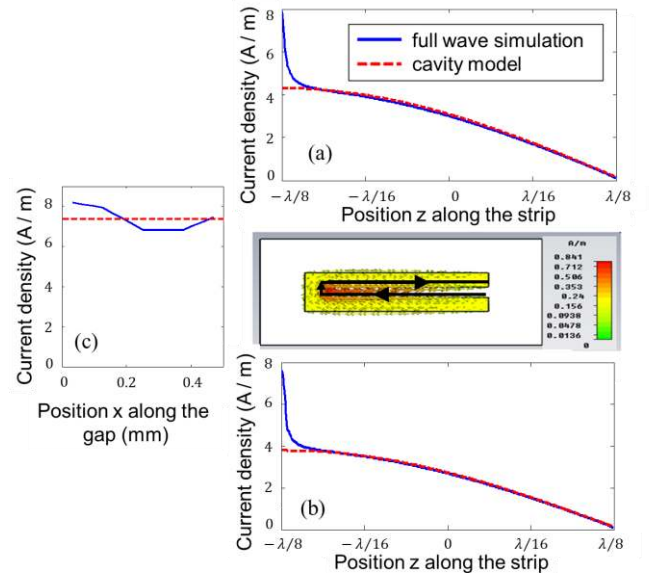 8
6
4
2
0
Current density (A / m)
full wave simulation
cavity model
(a)
−λ/8
−λ/16
0
λ/16
λ/8
Position z along the strip
8
6
4
2
0
Current density (A / m)
(c)
0
0.2
0.4
Position x along the
gap (mm)
A/m
0.841
0.712
0.506
0.353
0.24
0.156
0.0938
0.0478
0.0136
0
8
6
4
2
0
Current density (A / m)
(b)
−λ/8
−λ/16
0
λ/16
λ/8
Position z along the strip